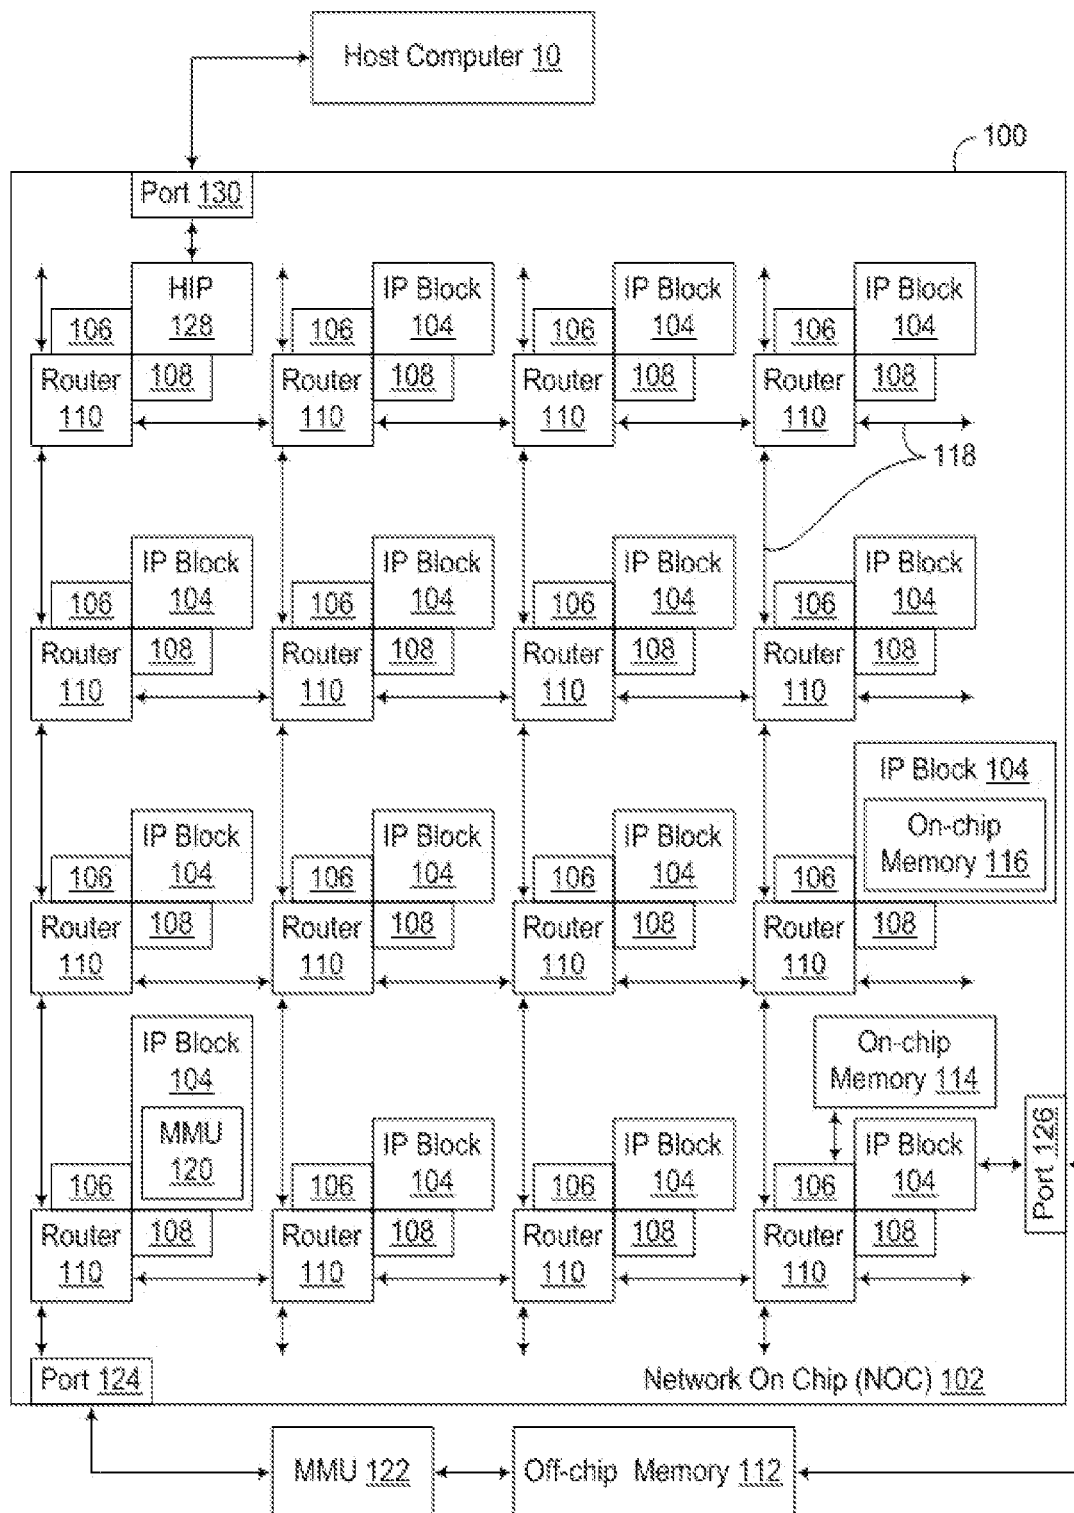 Host Computer 10
100
Port 130
HIP
128
106
108
Router
110
IP Block
104
106
108
Router
110
IP Block
104
106
108
Router
110
IP Block
104
106
108
Router
110
118
IP Block
104
106
108
Router
110
IP Block
104
106
108
Router
110
IP Block
104
106
108
Router
110
IP Block
104
106
108
Router
110
IP Block
104
106
108
Router
110
IP Block
104
106
108
Router
110
IP Block
104
106
108
Router
110
IP Block 104
On-chip
Memory 116
106
108
Router
110
IP Block
104
MMU
120
106
108
Router
110
IP Block
104
106
108
Router
110
IP Block
104
106
108
Router
110
On-chip
Memory 114
IP Block
104
106
108
Router
110
Port 126
Port 124
Network On Chip (NOC) 102
MMU 122
Off-chip Memory 112